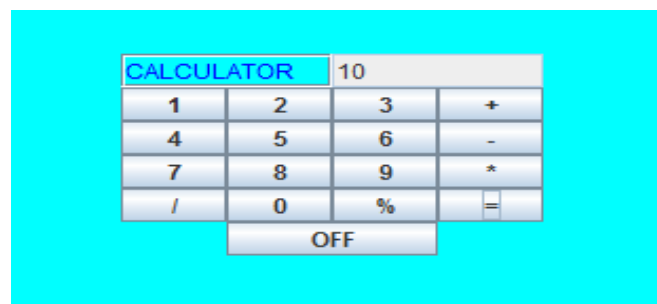 CALCULATOR 10
1 2 3 +
4 5 6 -
7 8 9 *
/ 0 % =
OFF